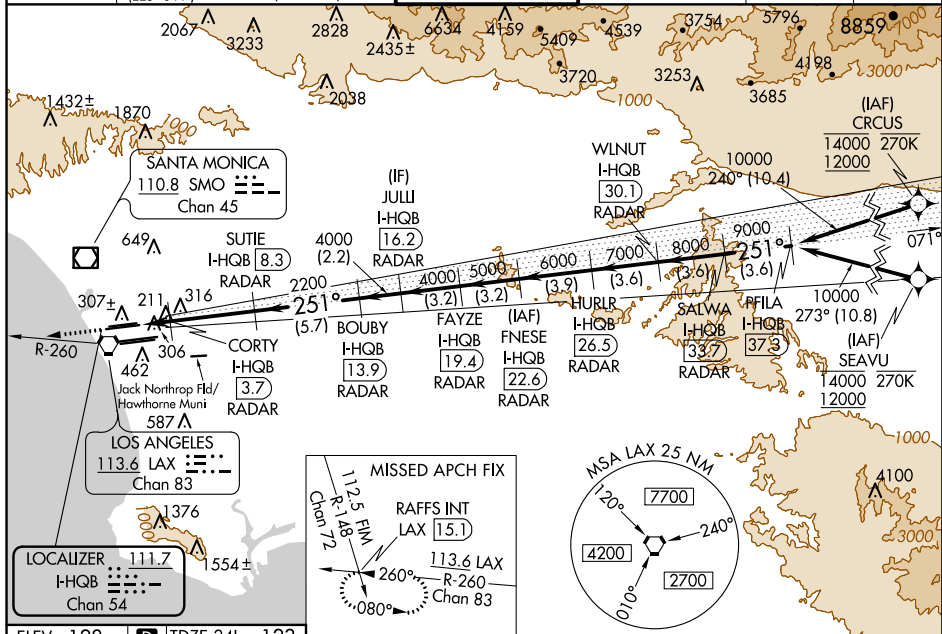 2067
3233
2828
2435±
6634
4159
5409
4539
3754
5796
8859
4198
3000
3720
3253
3685
2038
1000
1432±
1870
SANTA MONICA
110.8 SMO
Chan 45
(IAF)
CRCUS
14000 270K
12000
WLNUT
I-HQB
30.1
RADAR
10000
240° (10.4)
(IF)
JULLI
I-HQB
16.2
RADAR
649
SUTIE
I-HQB 8.3
RADAR
4000
(2.2)
2200
251°
(5.7)
4000
(3.2)
5000
(3.2)
6000
(3.9)
7000
(3.6)
8000
(3.6)
9000
251°
(3.6)
071°
10000
273° (10.8)
307±
211
316
306
462
R-260
CORTY
I-HQB
3.7
RADAR
BOUBY
I-HQB
13.9
RADAR
FAYZE
I-HQB
19.4
RADAR
(IAF)
FNESE
I-HQB
22.6
RADAR
HURLR
I-HQB
26.5
RADAR
SALWA
I-HQB
33.7
RADAR
PFILA
I-HQB
37.3
(IAF)
SEAVU
14000 270K
12000
Jack Northrop Fld/
Hawthorne Muni
587
LOS ANGELES
113.6 LAX
Chan 83
1376
1554±
LOCALIZER 111.7
I-HQB
Chan 54
MISSED APCH FIX
112.5 FIM
R-148
Chan 72
RAFFS INT
LAX 15.1
113.6 LAX
R-260
Chan 83
260°
080°
MSA LAX 25 NM
120°
7700
240°
4200
2700
010°
1000
4100
3000